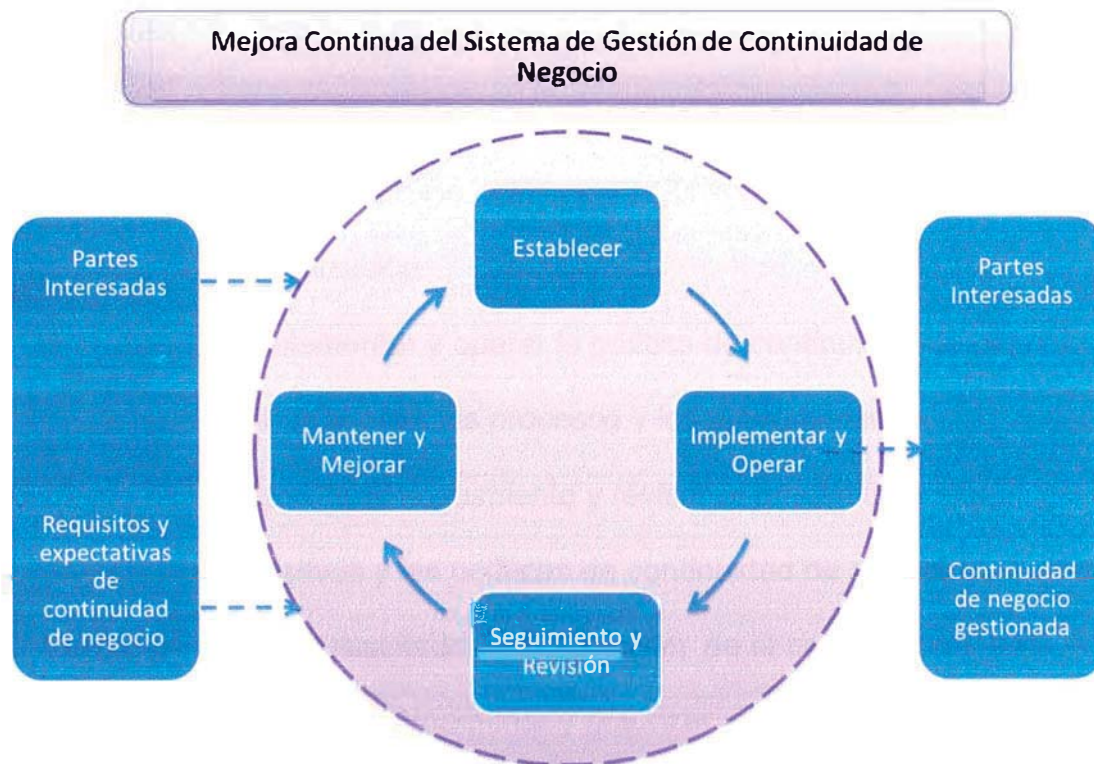 Mejora Continua del Sistema de Gestión de Continuidad de
Negocio
Partes
Interesadas
Requisitos y
expectativas
de
continuidad
de negocio
Establecer
Mantener y
Mejorar
Implementar y
Operar
Seguimiento y
Revisión
Partes
Interesadas
Continuidad
de negocio
gestionada